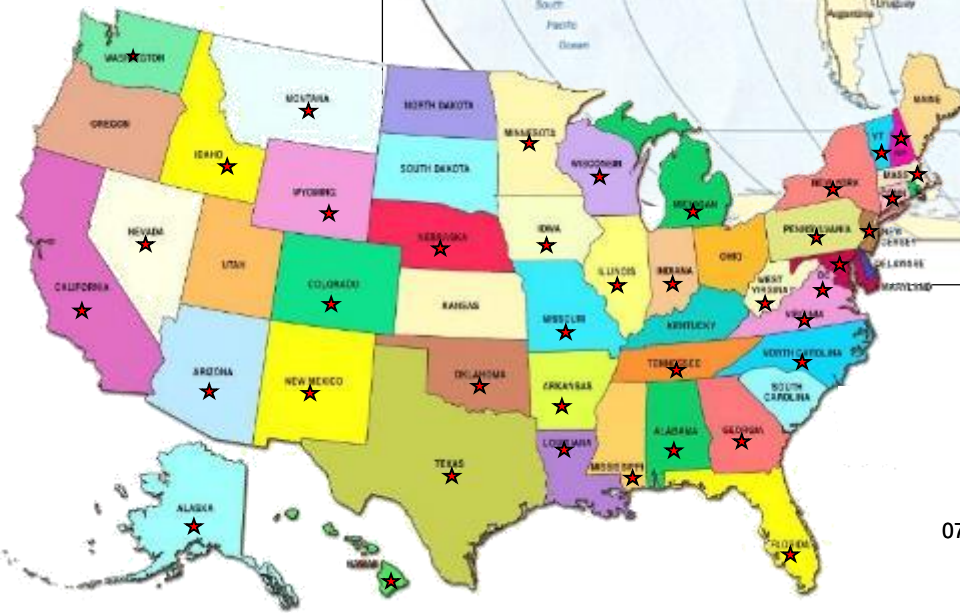 South
Pacific
Ocean
Argentina
Uruguay
WASHINGTON
MONTANA
NORTH DAKOTA
MINNESOTA
MAINE
OREGON
IDAHO
SOUTH DAKOTA
WISCONSIN
VT
MASS
WYOMING
MICHIGAN
NEW YORK
NEVADA
NEBRASKA
IOWA
PENNSYLVANIA
NEW
JERSEY
UTAH
COLORADO
ILLINOIS
INDIANA
OHIO
DELAWARE
WEST
VIRGINIA
DC
MARYLAND
CALIFORNIA
KANSAS
MISSOURI
KENTUCKY
VIRGINIA
ARIZONA
NEW MEXICO
OKLAHOMA
TENNESSEE
NORTH CAROLINA
ARKANSAS
SOUTH
CAROLINA
TEXAS
LOUISIANA
MISSISSIPPI
ALABAMA
GEORGIA
ALASKA
HAWAII
FLORIDA
07